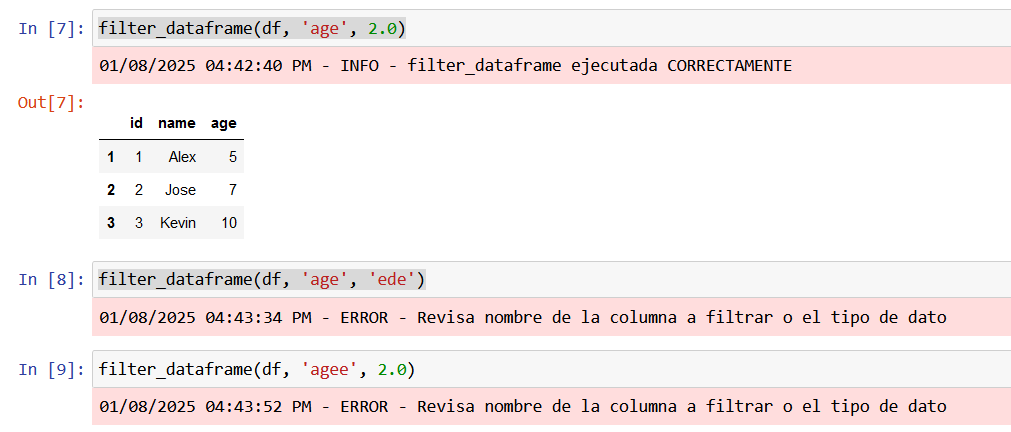 In [7]: filter_dataframe(df, 'age', 2.0)
01/08/2025 04:42:40 PM - INFO - filter_dataframe ejecutada CORRECTAMENTE
Out[7]:
id name age
1 1 Alex 5
2 2 Jose 7
3 3 Kevin 10
In [8]: filter_dataframe(df, 'age', 'ede')
01/08/2025 04:43:34 PM - ERROR - Revisa nombre de la columna a filtrar o el tipo de dato
In [9]: filter_dataframe(df, 'agee', 2.0)
01/08/2025 04:43:52 PM - ERROR - Revisa nombre de la columna a filtrar o el tipo de dato